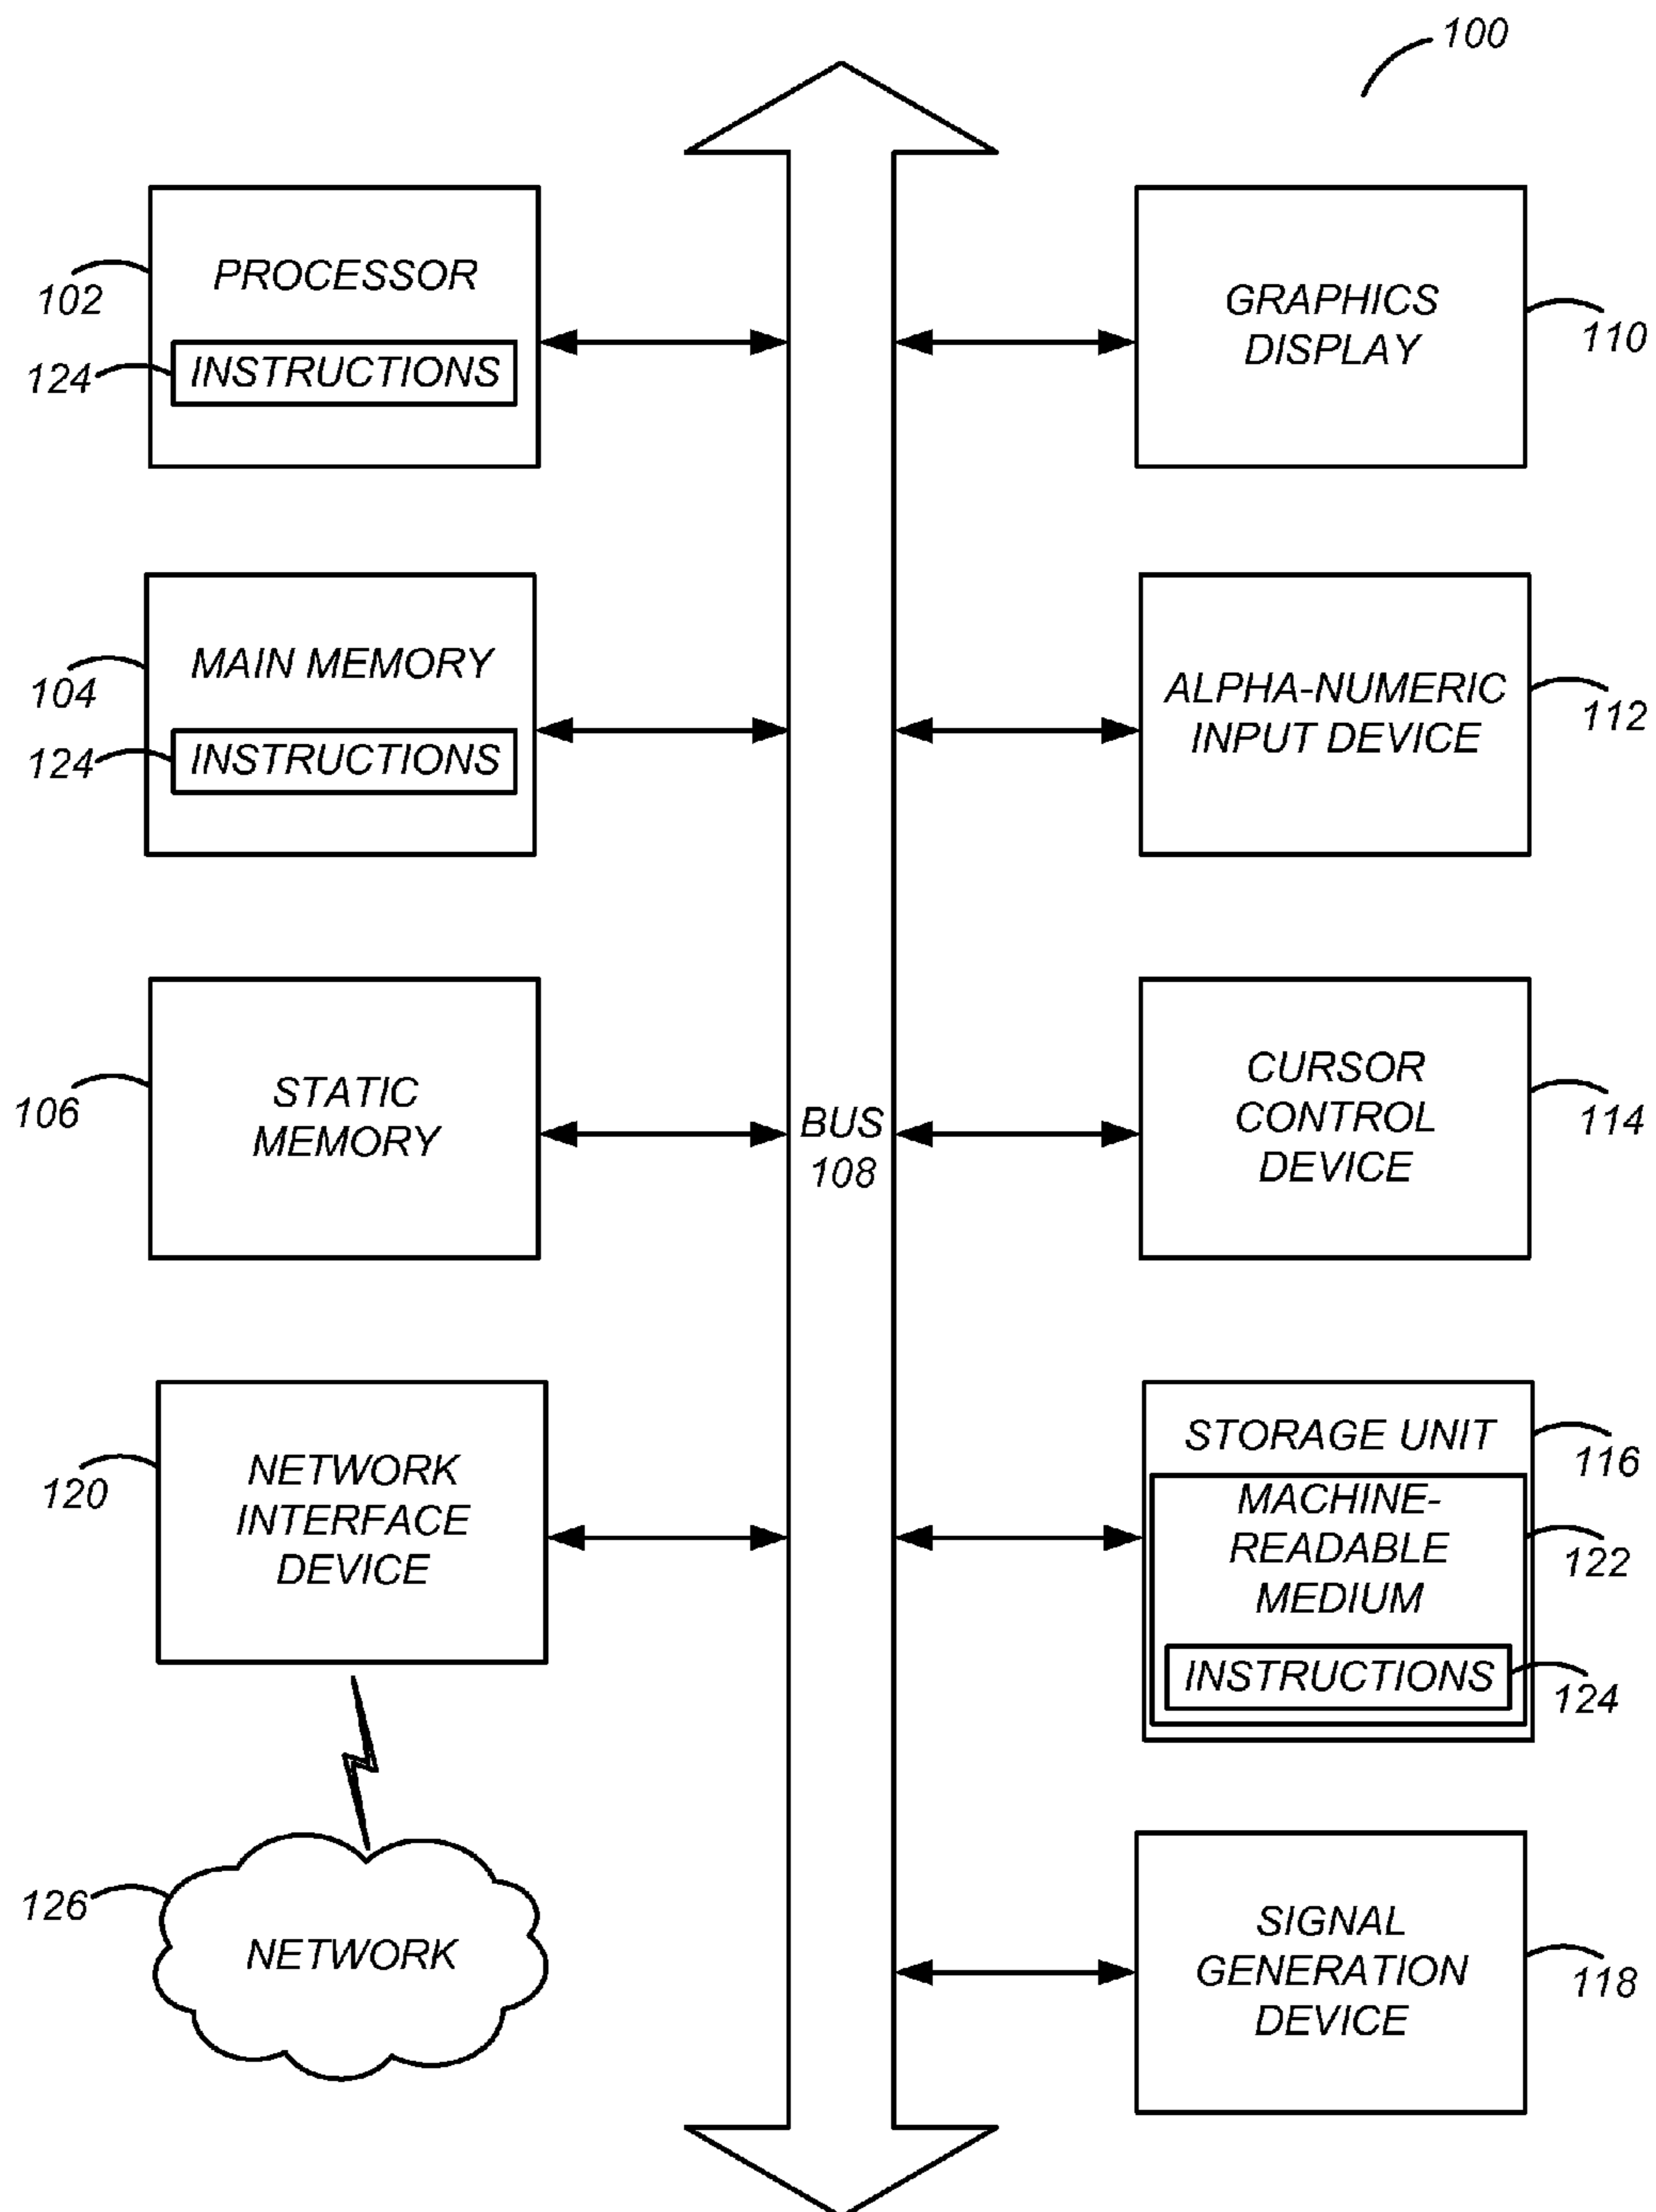 100
PROCESSOR
102
INSTRUCTIONS
124
MAIN MEMORY
104
INSTRUCTIONS
124
STATIC
MEMORY
106
NETWORK
INTERFACE
DEVICE
120
NETWORK
126
BUS
108
GRAPHICS
DISPLAY
110
ALPHA-NUMERIC
INPUT DEVICE
112
CURSOR
CONTROL
DEVICE
114
STORAGE UNIT
116
MACHINE-
READABLE
MEDIUM
122
INSTRUCTIONS
124
SIGNAL
GENERATION
DEVICE
118